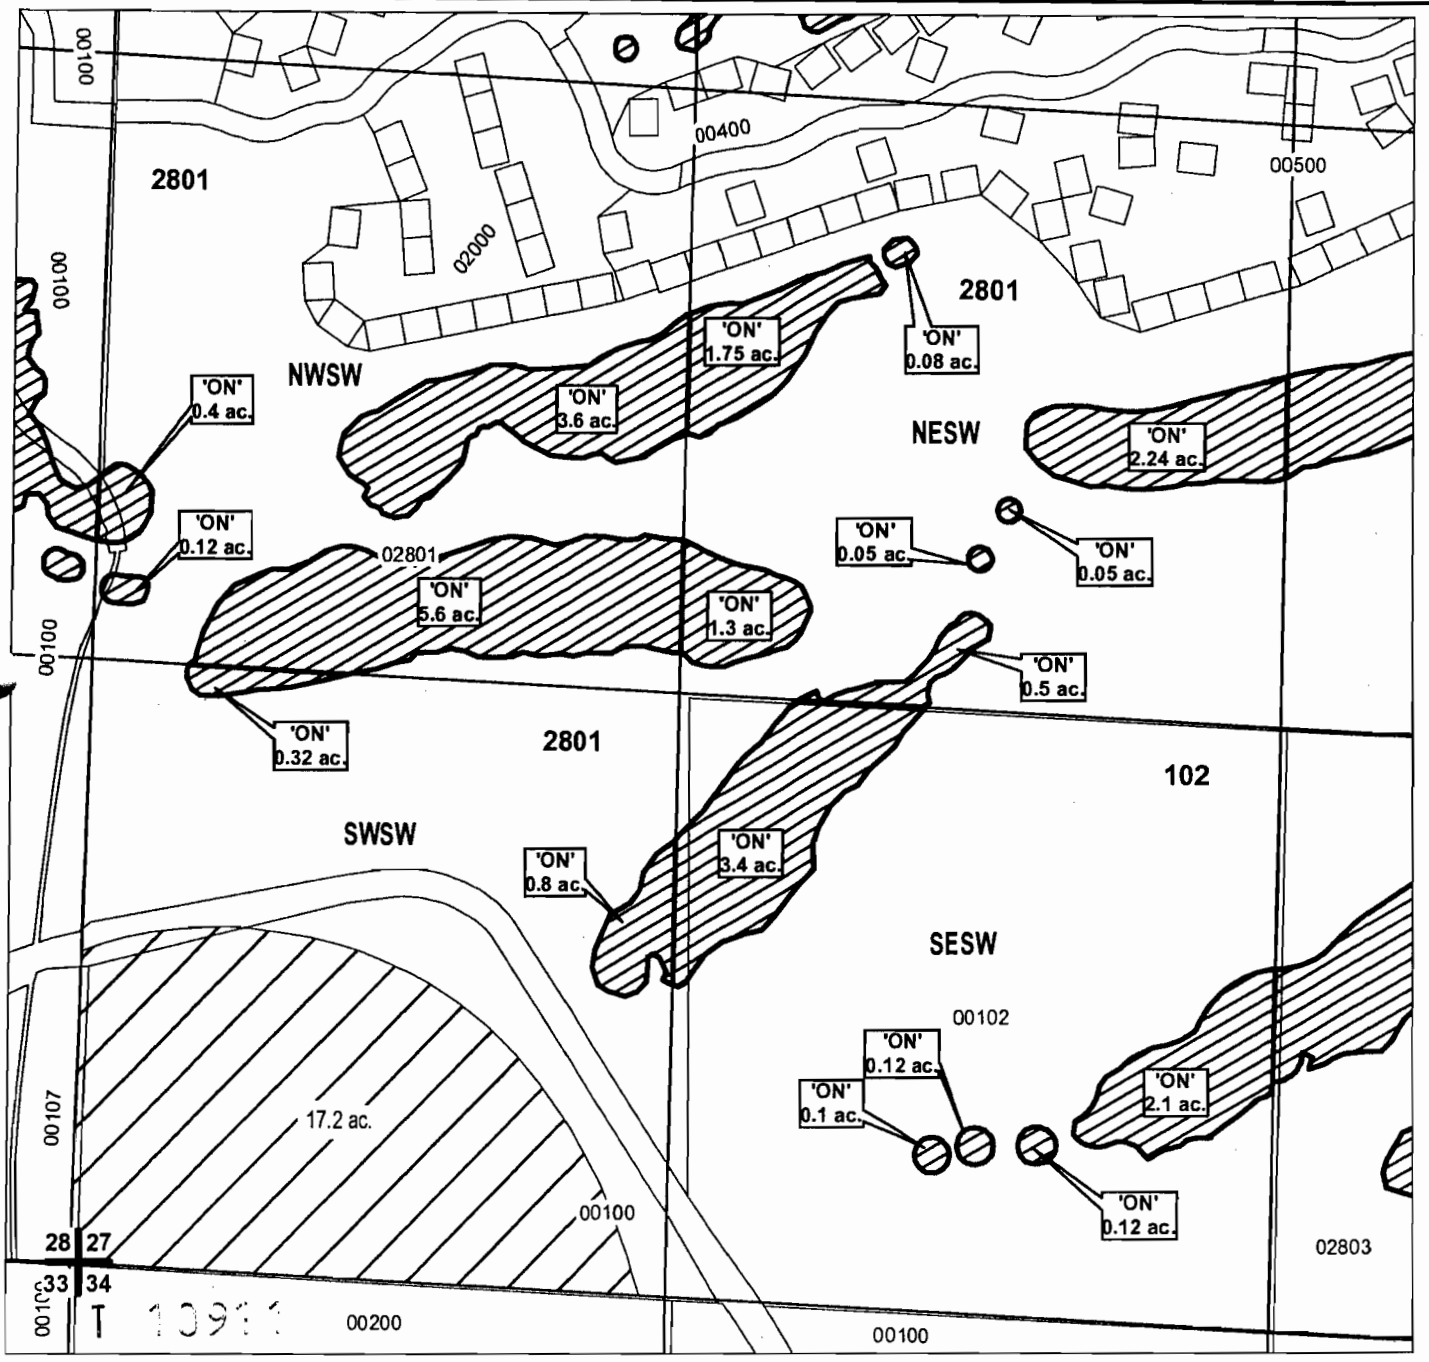 00100
00400
00500
2801
02000
00100
2801
'ON'
1.75 ac.
'ON'
0.08 ac.
NWSW
'ON'
0.4 ac.
'ON'
3.6 ac.
NESW
'ON'
2.24 ac.
'ON'
0.12 ac.
'ON'
0.05 ac.
'ON'
0.05 ac.
02801
'ON'
5.6 ac.
'ON'
1.3 ac.
00100
'ON'
0.5 ac.
'ON'
0.32 ac.
2801
102
SWSW
'ON'
3.4 ac.
'ON'
0.8 ac.
SESW
00102
'ON'
0.12 ac.
'ON'
0.1 ac.
'ON'
2.1 ac.
00107
17.2 ac.
00100
'ON'
0.12 ac.
28 27
33 34
02803
T 10911
00200
00100